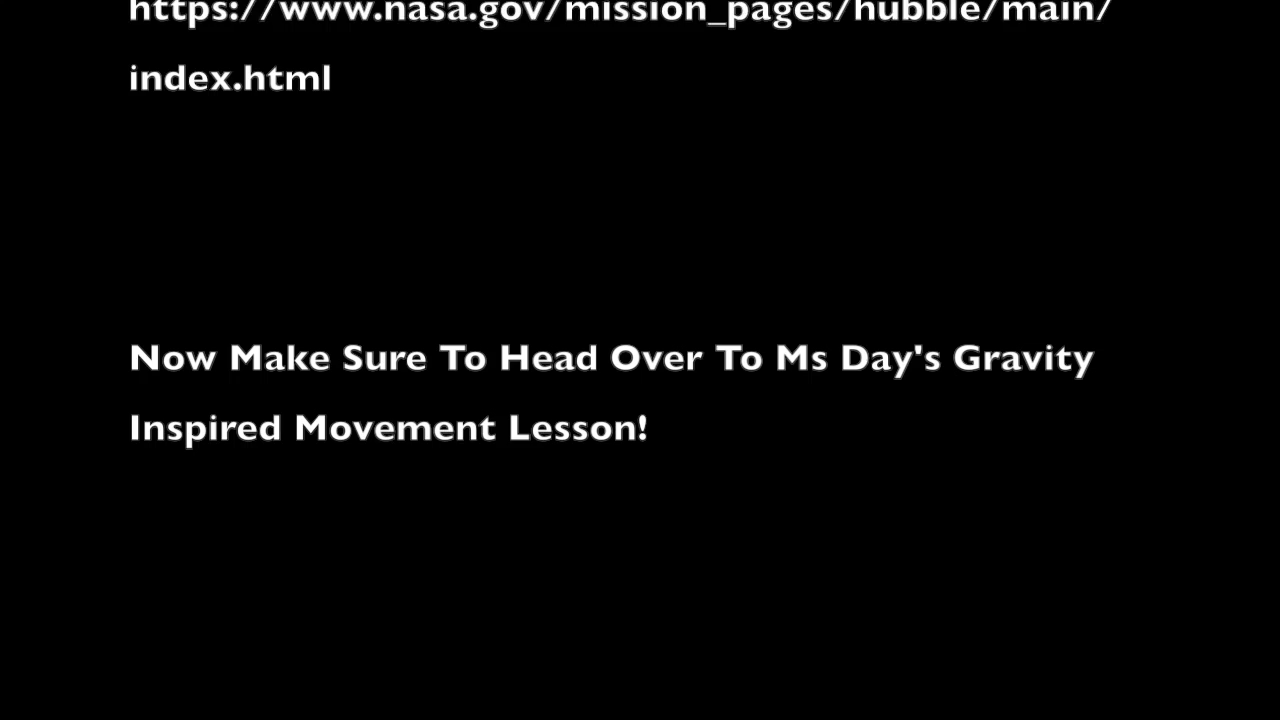 https://www.nasa.gov/mission_pages/hubble/main/
index.html
Now Make Sure To Head Over To Ms Day's Gravity
Inspired Movement Lesson!